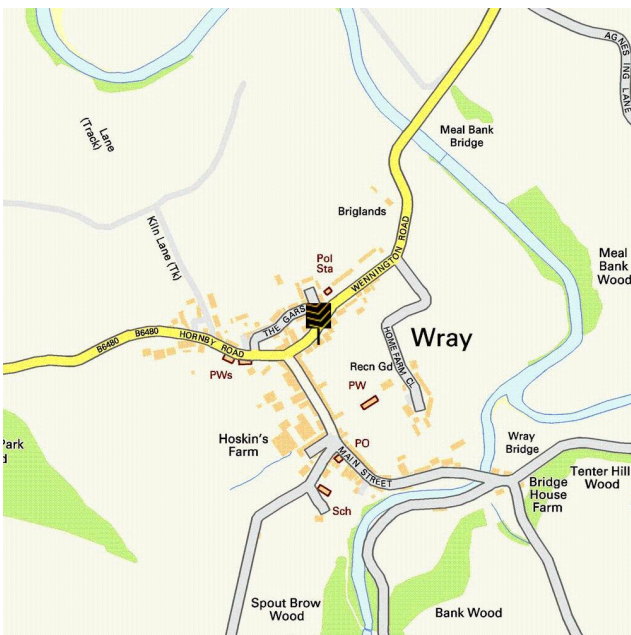 AGNES ING LANE
Lane
(Track)
Meal Bank
Bridge
Briglands
Kiln Lane (Tk)
Pol
Sta
WENNINGTON ROAD
Meal
Bank
Wood
THE GARS
B6480
B6480
HORNBY ROAD
HOME FARM CL
Wray
PWs
Recn Gd
PW
Hoskin's
Farm
PO
MAIN STREET
Wray
Bridge
Park
d
Tenter Hill
Wood
Bridge
House
Farm
Sch
Spout Brow
Wood
Bank Wood